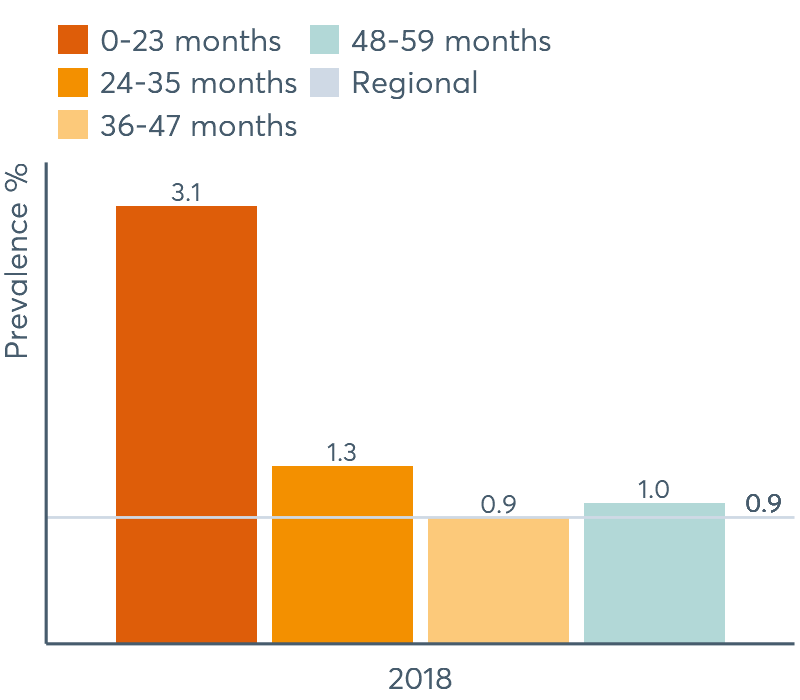 0-23 months
24-35 months
36-47 months
48-59 months
Regional
Prevalence %
3.1
1.3
0.9
1.0
0.9
2018